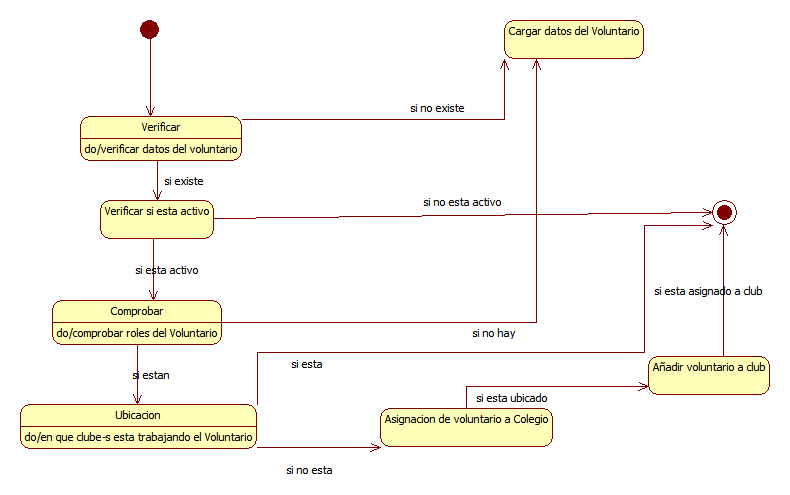 Cargar datos del Voluntario
si no existe
Verificar
do/verificar datos del voluntario
si existe
Verificar si esta activo
si no esta activo
si esta activo
si esta asignado a club
Comprobar
do/comprobar roles del Voluntario
si no hay
si esta
Añadir voluntario a club
si estan
si esta ubicado
Ubicacion
do/en que clube-s esta trabajando el Voluntario
Asignacion de voluntario a Colegio
si no esta